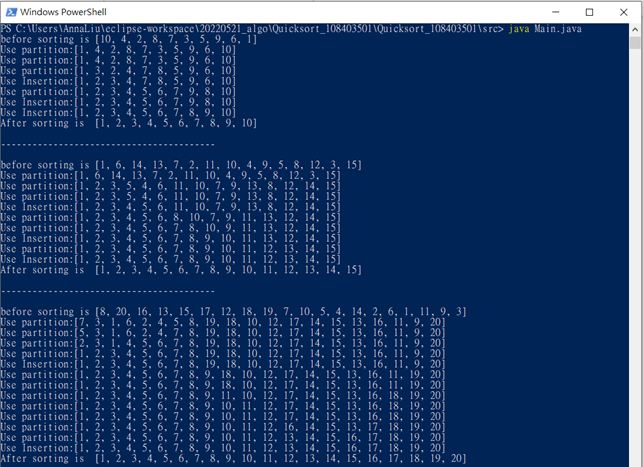 Windows PowerShell
PS C:\Users\AnnaLiu\eclipse-workspace\20220521_algo\Quicksort_108403501\Quicksort_108403501\src> java Main.java
before sorting is [10, 4, 2, 8, 7, 3, 5, 9, 6, 1]
Use partition:[1, 4, 2, 8, 7, 3, 5, 9, 6, 10]
Use partition:[1, 4, 2, 8, 7, 3, 5, 9, 6, 10]
Use partition:[1, 3, 2, 4, 7, 8, 5, 9, 6, 10]
Use Insertion:[1, 2, 3, 4, 7, 8, 5, 9, 6, 10]
Use partition:[1, 2, 3, 4, 5, 6, 7, 9, 8, 10]
Use Insertion:[1, 2, 3, 4, 5, 6, 7, 9, 8, 10]
Use Insertion:[1, 2, 3, 4, 5, 6, 7, 8, 9, 10]
After sorting is  [1, 2, 3, 4, 5, 6, 7, 8, 9, 10]
----------------------------------------
before sorting is [1, 6, 14, 13, 7, 2, 11, 10, 4, 9, 5, 8, 12, 3, 15]
Use partition:[1, 6, 14, 13, 7, 2, 11, 10, 4, 9, 5, 8, 12, 3, 15]
Use partition:[1, 2, 3, 5, 4, 6, 11, 10, 7, 9, 13, 8, 12, 14, 15]
Use partition:[1, 2, 3, 5, 4, 6, 11, 10, 7, 9, 13, 8, 12, 14, 15]
Use Insertion:[1, 2, 3, 4, 5, 6, 11, 10, 7, 9, 13, 8, 12, 14, 15]
Use partition:[1, 2, 3, 4, 5, 6, 8, 10, 7, 9, 11, 13, 12, 14, 15]
Use partition:[1, 2, 3, 4, 5, 6, 7, 8, 10, 9, 11, 13, 12, 14, 15]
Use Insertion:[1, 2, 3, 4, 5, 6, 7, 8, 9, 10, 11, 13, 12, 14, 15]
Use partition:[1, 2, 3, 4, 5, 6, 7, 8, 9, 10, 11, 12, 13, 14, 15]
After sorting is  [1, 2, 3, 4, 5, 6, 7, 8, 9, 10, 11, 12, 13, 14, 15]
----------------------------------------
before sorting is [8, 20, 16, 13, 15, 17, 12, 18, 19, 7, 10, 5, 4, 14, 2, 6, 1, 11, 9, 3]
Use partition:[7, 3, 1, 6, 2, 4, 5, 8, 19, 18, 10, 12, 17, 14, 15, 13, 16, 11, 9, 20]
Use partition:[5, 3, 1, 6, 2, 4, 7, 8, 19, 18, 10, 12, 17, 14, 15, 13, 16, 11, 9, 20]
Use partition:[2, 3, 1, 4, 5, 6, 7, 8, 19, 18, 10, 12, 17, 14, 15, 13, 16, 11, 9, 20]
Use partition:[1, 2, 3, 4, 5, 6, 7, 8, 19, 18, 10, 12, 17, 14, 15, 13, 16, 11, 9, 20]
Use Insertion:[1, 2, 3, 4, 5, 6, 7, 8, 19, 18, 10, 12, 17, 14, 15, 13, 16, 11, 9, 20]
Use partition:[1, 2, 3, 4, 5, 6, 7, 8, 9, 18, 10, 12, 17, 14, 15, 13, 16, 11, 19, 20]
Use partition:[1, 2, 3, 4, 5, 6, 7, 8, 9, 18, 10, 12, 17, 14, 15, 13, 16, 11, 19, 20]
Use partition:[1, 2, 3, 4, 5, 6, 7, 8, 9, 11, 10, 12, 17, 14, 15, 13, 16, 18, 19, 20]
Use partition:[1, 2, 3, 4, 5, 6, 7, 8, 9, 10, 11, 12, 17, 14, 15, 13, 16, 18, 19, 20]
Use partition:[1, 2, 3, 4, 5, 6, 7, 8, 9, 10, 11, 12, 17, 14, 15, 13, 16, 18, 19, 20]
Use partition:[1, 2, 3, 4, 5, 6, 7, 8, 9, 10, 11, 12, 16, 14, 15, 13, 17, 18, 19, 20]
Use partition:[1, 2, 3, 4, 5, 6, 7, 8, 9, 10, 11, 12, 13, 14, 15, 16, 17, 18, 19, 20]
Use Insertion:[1, 2, 3, 4, 5, 6, 7, 8, 9, 10, 11, 12, 13, 14, 15, 16, 17, 18, 19, 20]
After sorting is  [1, 2, 3, 4, 5, 6, 7, 8, 9, 10, 11, 12, 13, 14, 15, 16, 17, 18, 19, 20]